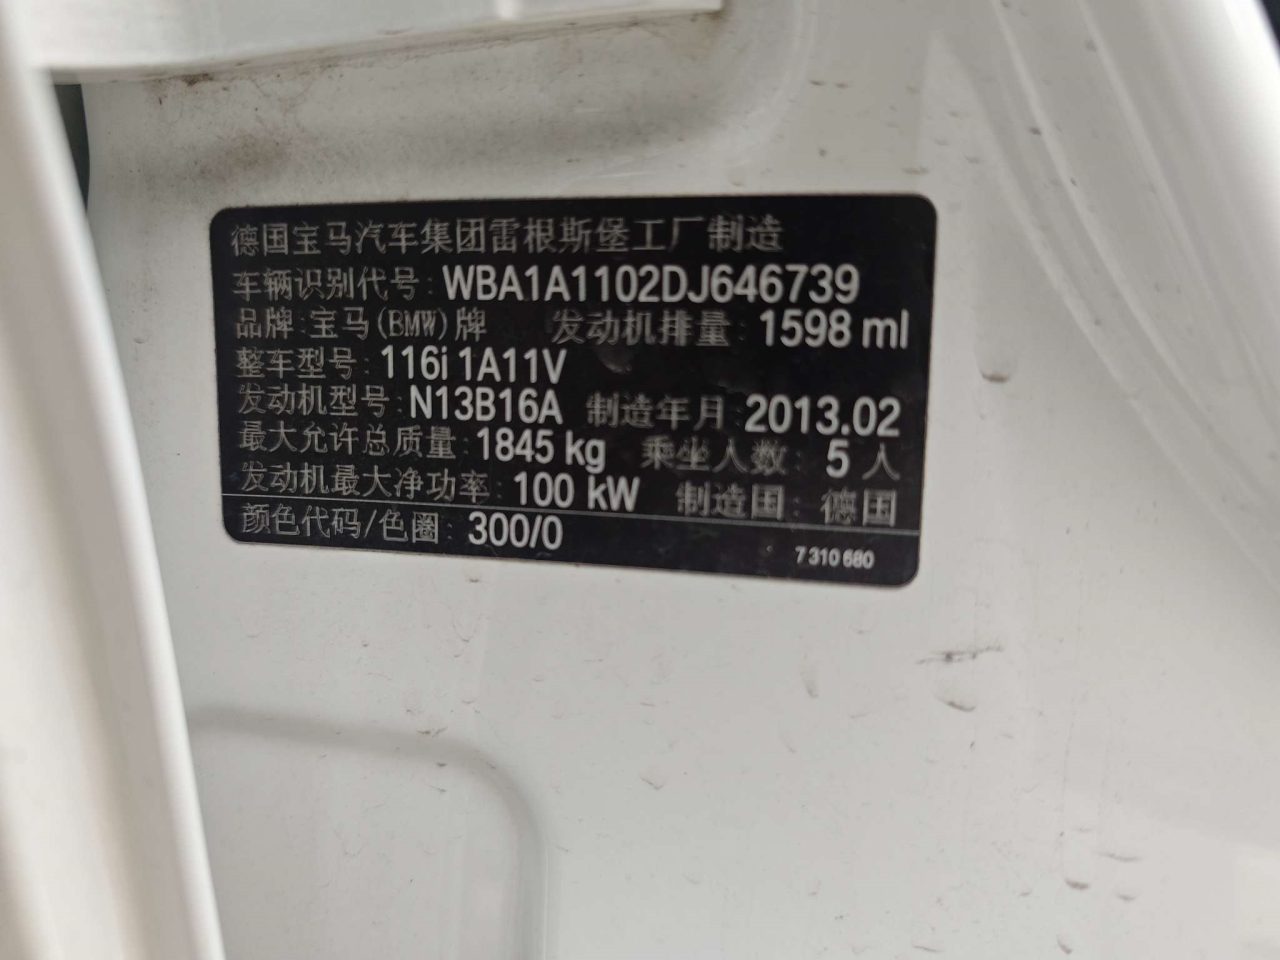 德国宝马汽车集团雷根斯堡工厂制造
车辆识别代号: WBA1A1102DJ646739
品牌:宝马(BMW)牌 发动机排量: 1598 ml
整车型号: 116i 1A11V
发动机型号: N13B16A 制造年月: 2013.02
最大允许总质量: 1845 kg 乘坐人数: 5 人
发动机最大净功率: 100 kW 制造国: 德国
颜色代码/色圈: 300/0
7 310 680